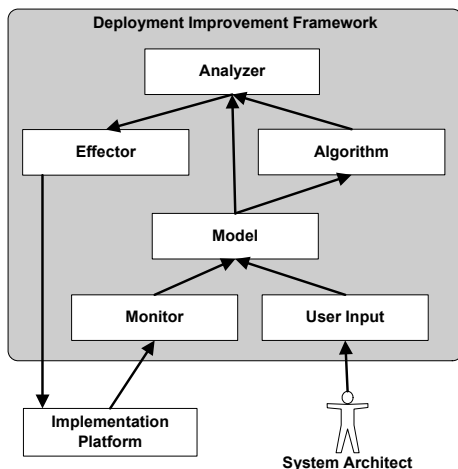 Deployment Improvement Framework
Analyzer
Effector
Algorithm
Model
Monitor
User Input
Implementation
Platform
System Architect